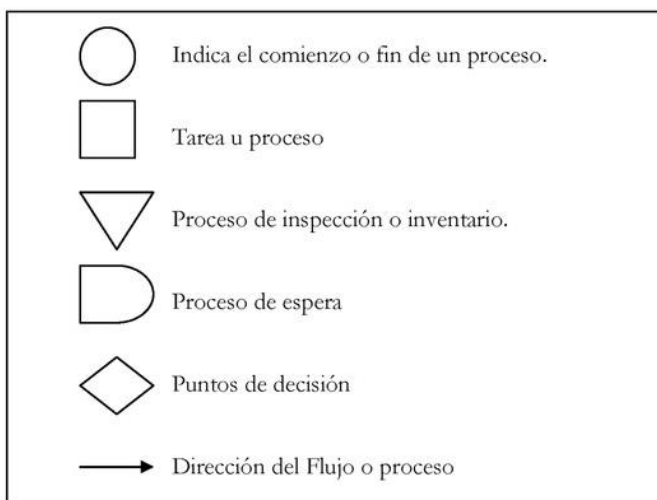 Indica el comienzo o fin de un proceso.
Tarea u proceso
Proceso de inspección o inventario.
Proceso de espera
Puntos de decisión
Dirección del Flujo o proceso